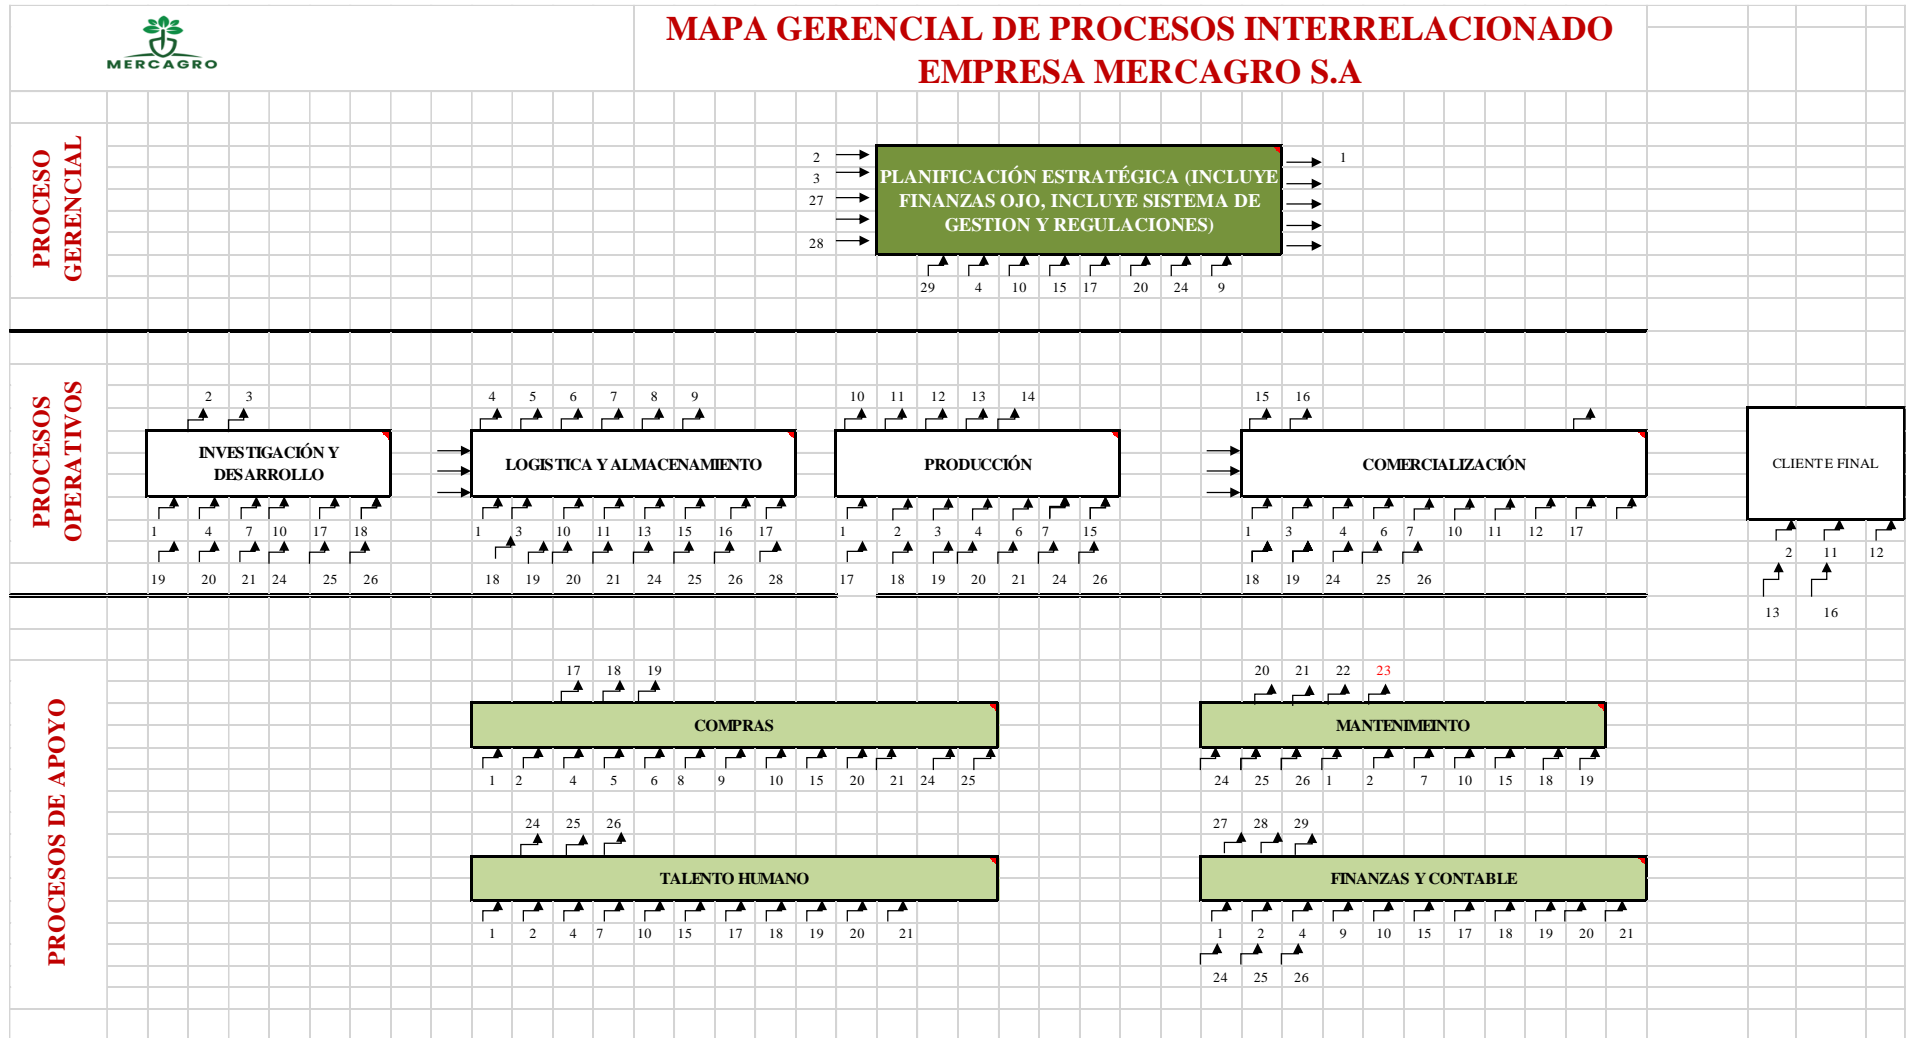 MERCAGRO
MAPA GERENCIAL DE PROCESOS INTERRELACIONADO
EMPRESA MERCAGRO S.A
PROCESO
GERENCIAL
2
3
27
28
PLANIFICACIÓN ESTRATÉGICA (INCLUYE
FINANZAS OJO, INCLUYE SISTEMA DE
GESTION Y REGULACIONES)
1
29 4 10 15 17 20 24 9
PROCESOS
OPERATIVOS
2 3
INVESTIGACIÓN Y
DESARROLLO
1 4 7 10 17 18
19 20 21 24 25 26
4 5 6 7 8 9
LOGISTICA Y ALMACENAMIENTO
1 3 10 11 13 15 16 17
18 19 20 21 24 25 26 28
10 11 12 13 14
PRODUCCIÓN
1 2 3 4 6 7 15
17 18 19 20 21 24 26
15 16
COMERCIALIZACIÓN
1 3 4 6 7 10 11 12 17
18 19 24 25 26
CLIENTE FINAL
2 11 12
13 16
PROCESOS DE APOYO
17 18 19
COMPRAS
1 2 4 5 6 8 9 10 15 20 21 24 25
20 21 22 23
MANTENIMEINTO
24 25 26 1 2 7 10 15 18 19
24 25 26
TALENTO HUMANO
1 2 4 7 10 15 17 18 19 20 21
27 28 29
FINANZAS Y CONTABLE
1 2 4 9 10 15 17 18 19 20 21
24 25 26